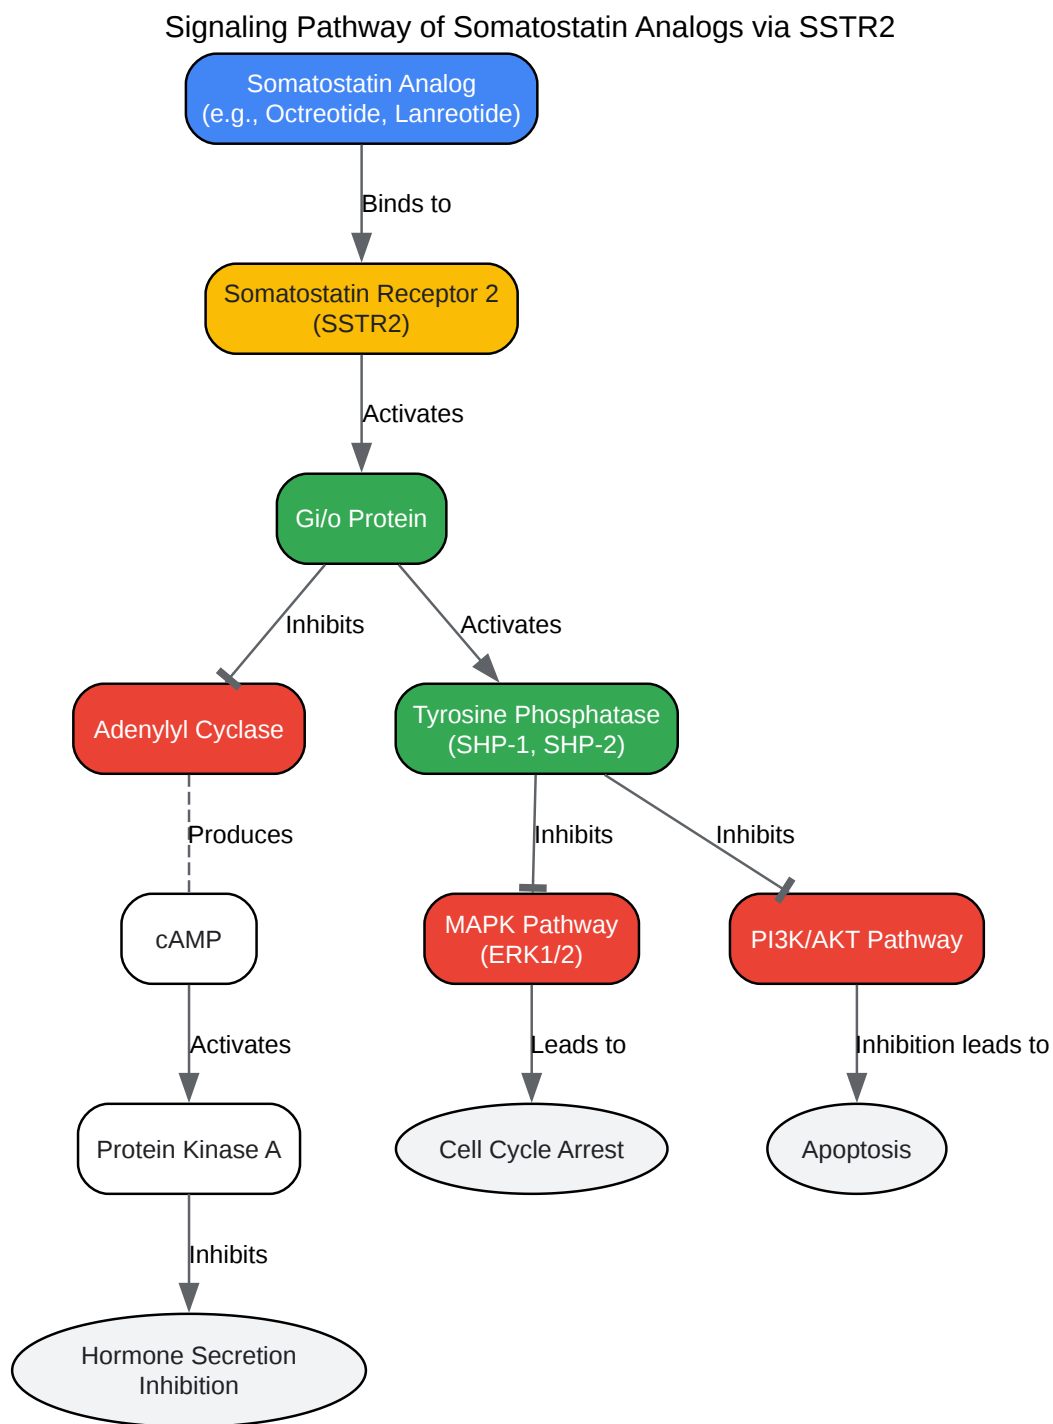 Signaling Pathway of Somatostatin Analogs via SSTR2
Somatostatin Analog
(e.g., Octreotide, Lanreotide)
Binds to
Somatostatin Receptor 2
(SSTR2)
Activates
Gi/o Protein
Inhibits
Activates
Adenylyl Cyclase
Tyrosine Phosphatase
(SHP-1, SHP-2)
Produces
Inhibits
Inhibits
cAMP
MAPK Pathway
(ERK1/2)
PI3K/AKT Pathway
Activates
Leads to
Inhibition leads to
Protein Kinase A
Cell Cycle Arrest
Apoptosis
Inhibits
Hormone Secretion
Inhibition